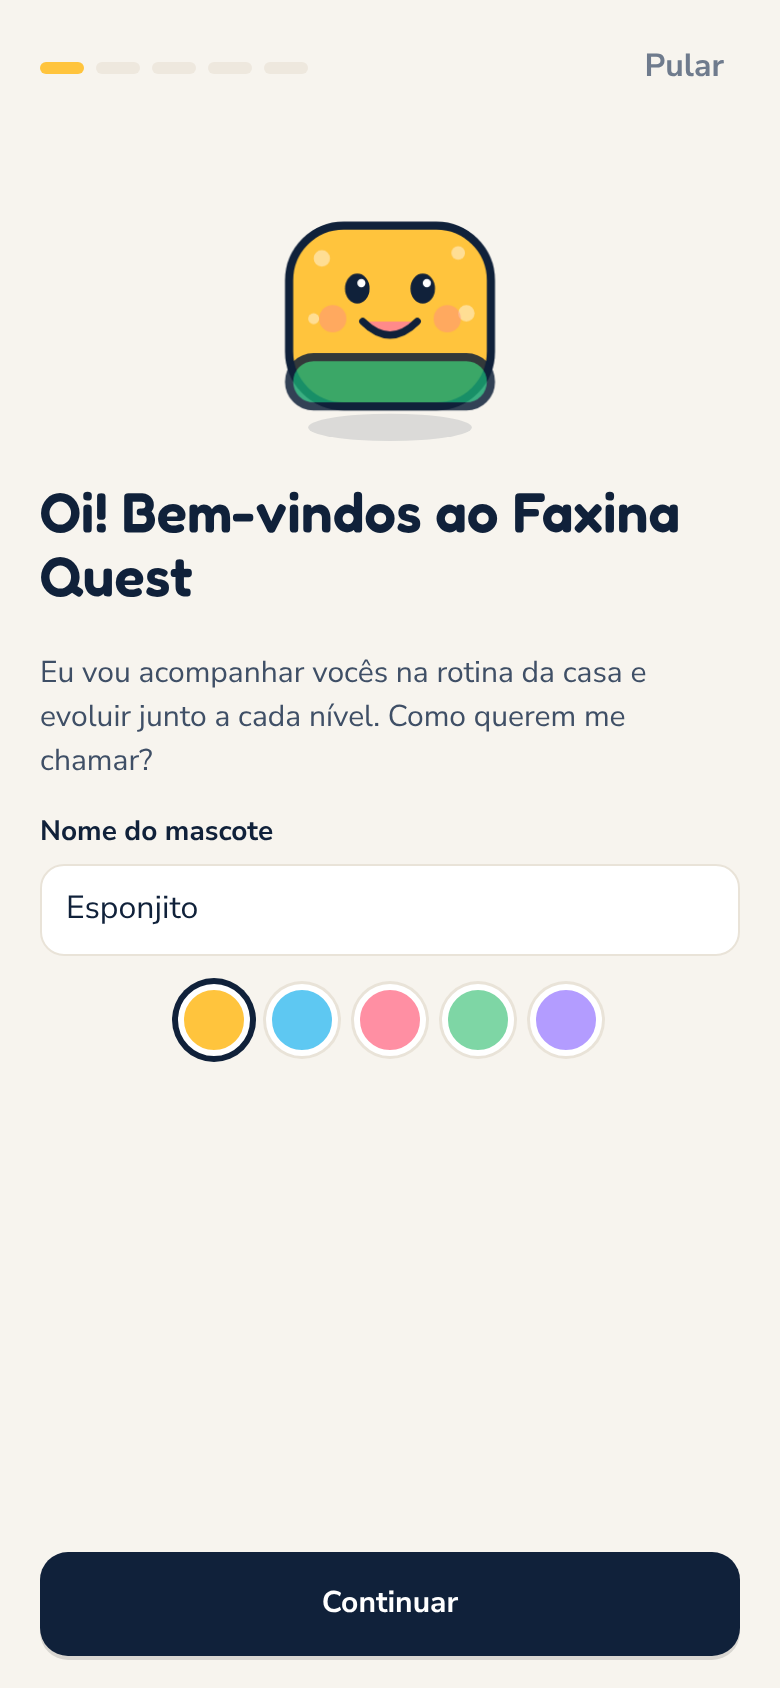 Pular
Oi! Bem-vindos ao Faxina
Quest
Eu vou acompanhar vocês na rotina da casa e
evoluir junto a cada nível. Como querem me
chamar?
Nome do mascote
Esponjito
Continuar